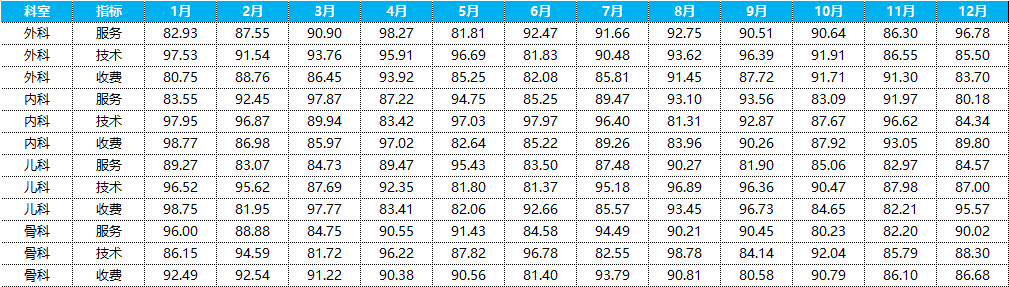 科室 指标 1月 2月 3月 4月 5月 6月 7月 8月 9月 10月 11月 12月
外科 服务 82.93 87.55 90.90 98.27 81.81 92.47 91.66 92.75 90.51 90.64 86.30 96.78
外科 技术 97.53 91.54 93.76 95.91 96.69 81.83 90.48 93.62 96.39 91.91 86.55 85.50
外科 收费 80.75 88.76 86.45 93.92 85.25 82.08 85.81 91.45 87.72 91.71 91.30 83.70
内科 服务 83.55 92.45 97.87 87.22 94.75 85.25 89.47 93.10 93.56 83.09 91.97 80.18
内科 技术 97.95 96.87 89.94 83.42 97.03 97.97 96.40 81.31 92.87 87.67 96.62 84.34
内科 收费 98.77 86.98 85.97 97.02 82.64 85.22 89.26 83.96 90.26 87.92 93.05 89.80
儿科 服务 89.27 83.07 84.73 89.47 95.43 83.50 87.48 90.27 81.90 85.06 82.97 84.57
儿科 技术 96.52 95.62 87.69 92.35 81.80 81.37 95.18 96.89 96.36 90.47 87.98 87.00
儿科 收费 98.75 81.95 97.77 83.41 82.06 92.66 85.57 93.45 96.73 84.65 82.21 95.57
骨科 服务 96.00 88.88 84.75 90.55 91.43 84.58 94.49 90.21 90.45 80.23 82.20 90.02
骨科 技术 86.15 94.59 81.72 96.22 87.82 96.78 82.55 98.78 84.14 92.04 85.79 88.30
骨科 收费 92.49 92.54 91.22 90.38 90.56 81.40 93.79 90.81 80.58 90.79 86.10 86.68